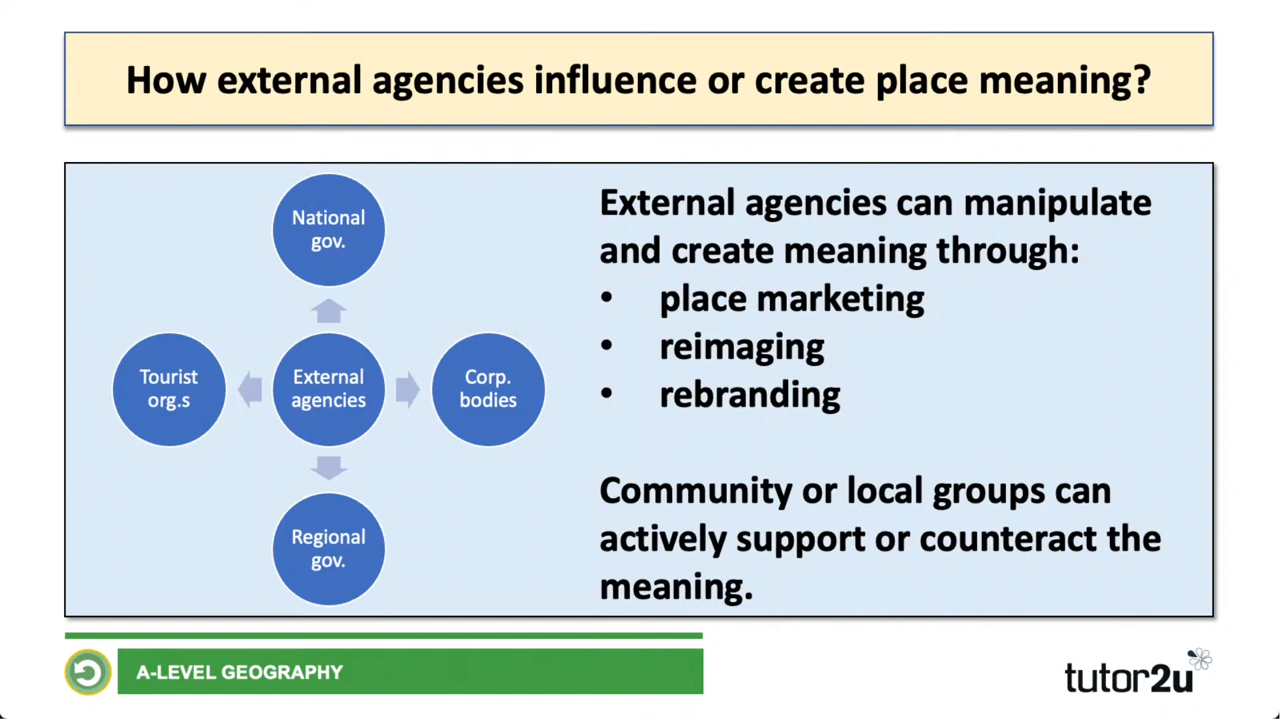 How external agencies influence or create place meaning?
National
gov.
Tourist
org.s
External
agencies
Corp.
bodies
Regional
gov.
External agencies can manipulate
and create meaning through:
• place marketing
• reimaging
• rebranding
Community or local groups can
actively support or counteract the
meaning.
A-LEVEL GEOGRAPHY
tutor2u